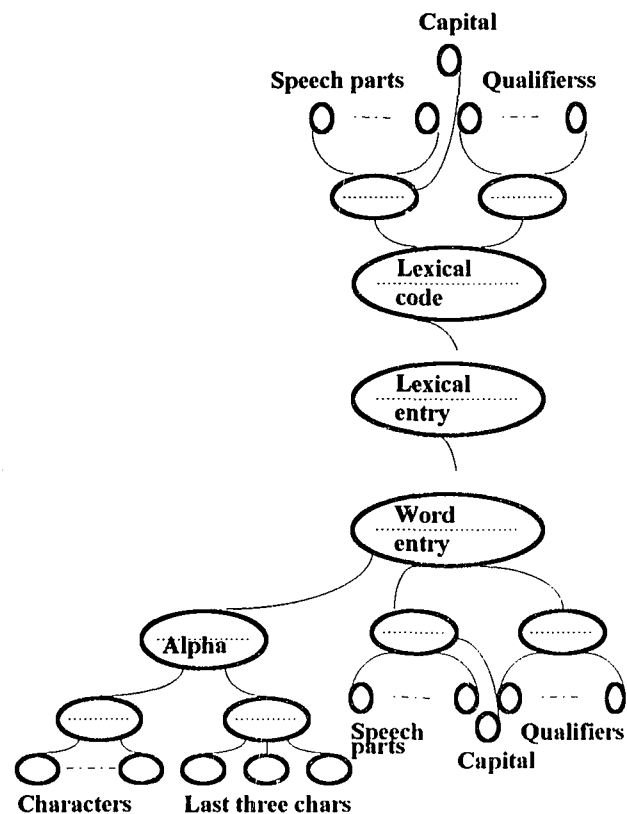 Capital
Speech parts
Qualifierss
Lexical
code
Lexical
entry
Word
entry
Alpha
Speech
parts
Qualifiers
Capital
Characters
Last three chars